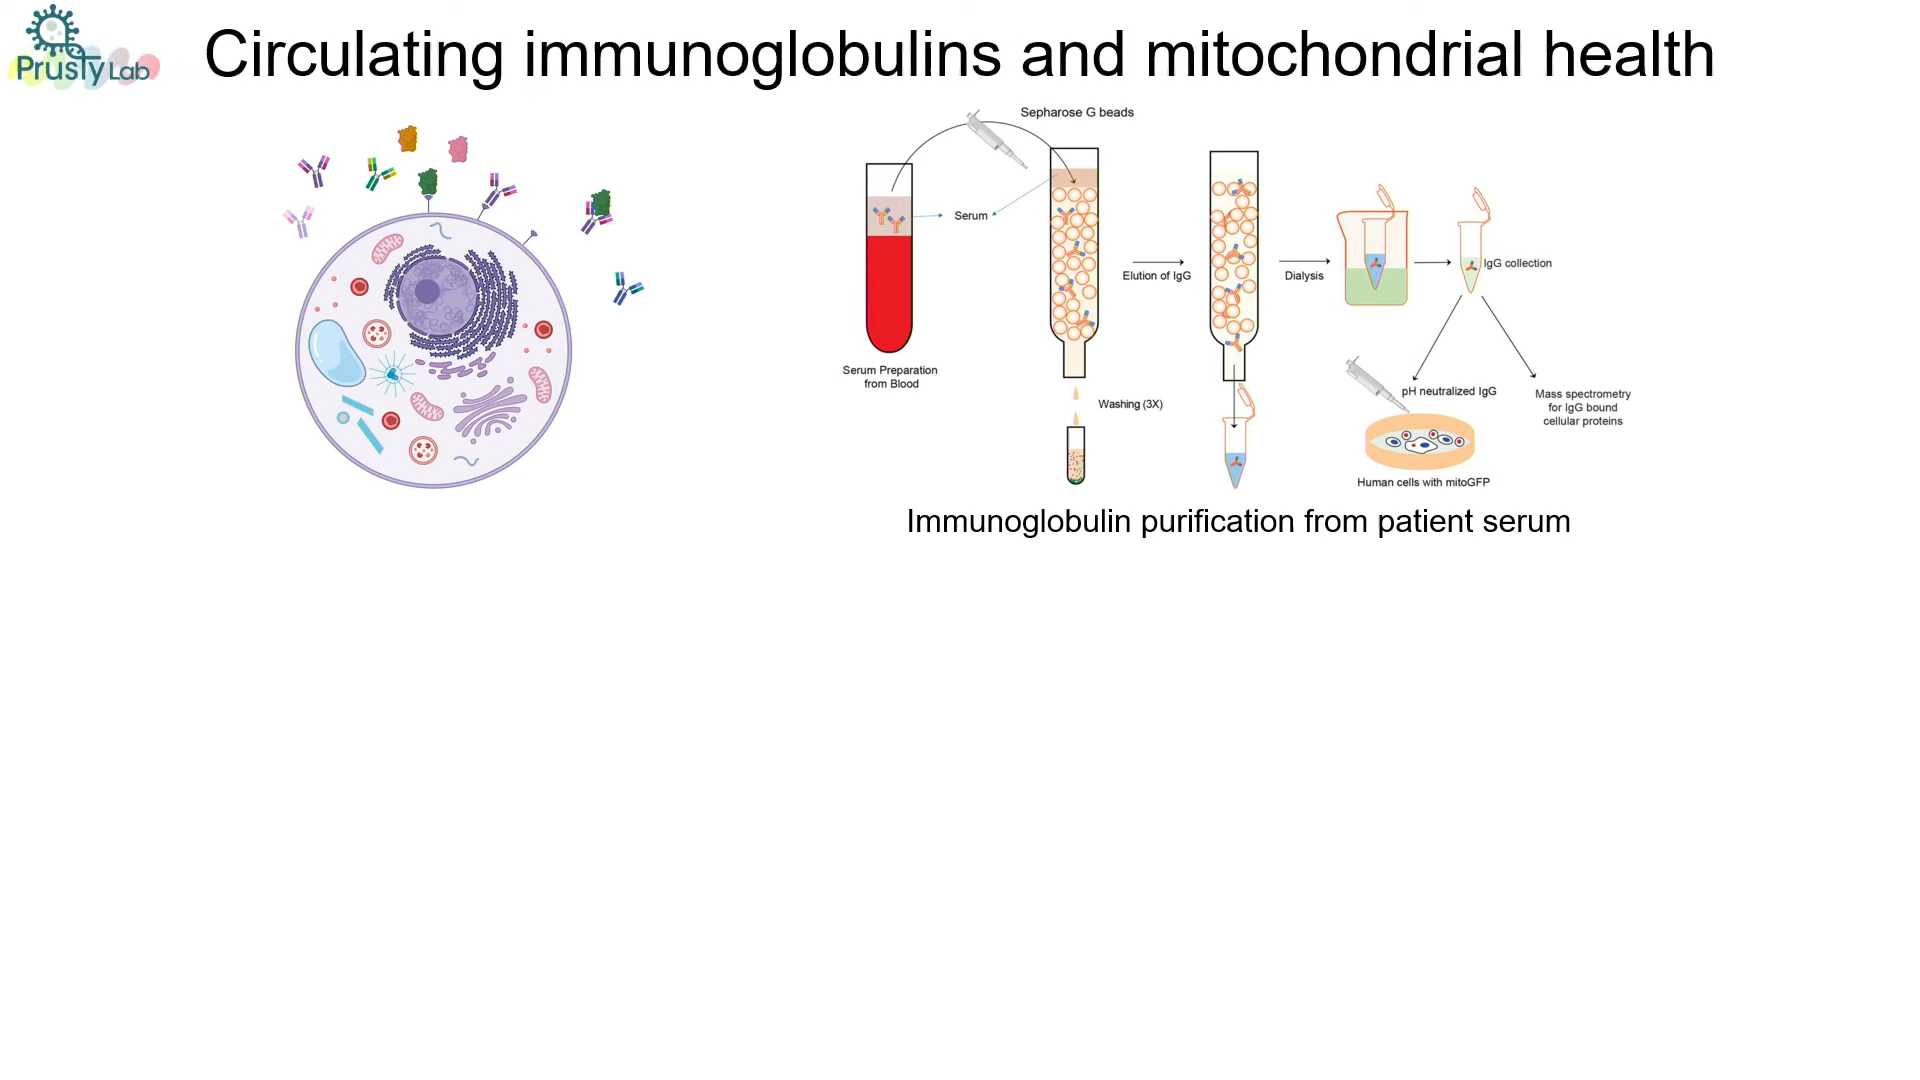 Prusty Lab
Circulating immunoglobulins and mitochondrial health
Sepharose G beads
Serum
Elution of IgG
Dialysis
IgG collection
Serum Preparation
from Blood
Washing (3X)
pH neutralized IgG
Mass spectrometry
for IgG bound
cellular proteins
Human cells with mitoGFP
Immunoglobulin purification from patient serum